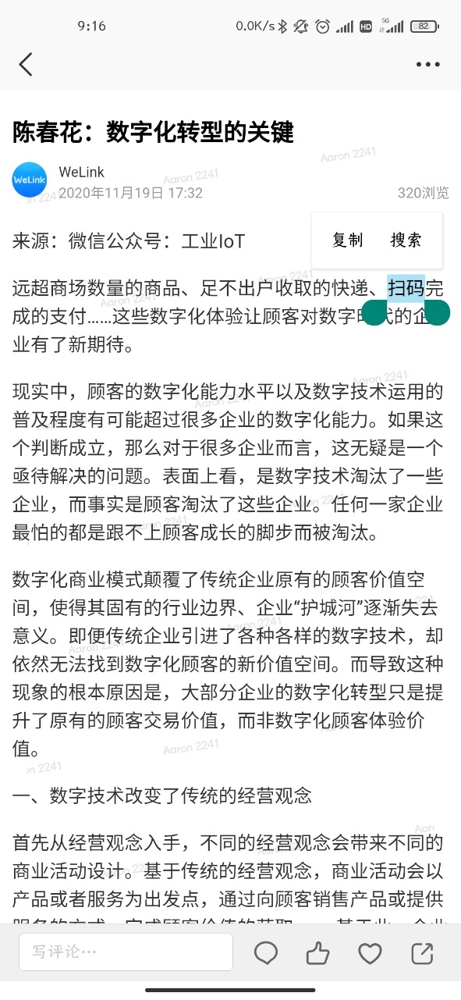 9:16
0.0K/s
HD
5G
82
陈春花：数字化转型的关键
Aaron 2241
WeLink
WeLink
Aaron 2241
2020年11月19日 17:32
320浏览
复制 搜索
来源：微信公众号：工业IoT
远超商场数量的商品、足不出户收取的快递、扫码完
成的支付……这些数字化体验让顾客对数字时代的企
业有了新期待。
Aaron 2241
现实中，顾客的数字化能力水平以及数字技术运用的
普及程度有可能超过很多企业的数字化能力。如果这
个判断成立，那么对于很多企业而言，这无疑是一个
亟待解决的问题。表面上看，是数字技术淘汰了一些
企业，而事实是顾客淘汰了这些企业。任何一家企业
最怕的都是跟不上顾客成长的脚步而被淘汰。
数字化商业模式颠覆了传统企业原有的顾客价值空
间，使得其固有的行业边界、企业“护城河”逐渐失去
意义。即便传统企业引进了各种各样的数字技术，却
依然无法找到数字化顾客的新价值空间。而导致这种
现象的根本原因是，大部分企业的数字化转型只是提
升了原有的顾客交易价值，而非数字化顾客体验价
值。
Aaron 2241
一、数字技术改变了传统的经营观念
首先从经营观念入手，不同的经营观念会带来不同的
商业活动设计。基于传统的经营观念，商业活动会以
产品或者服务为出发点，通过向顾客销售产品或提供
写评论…